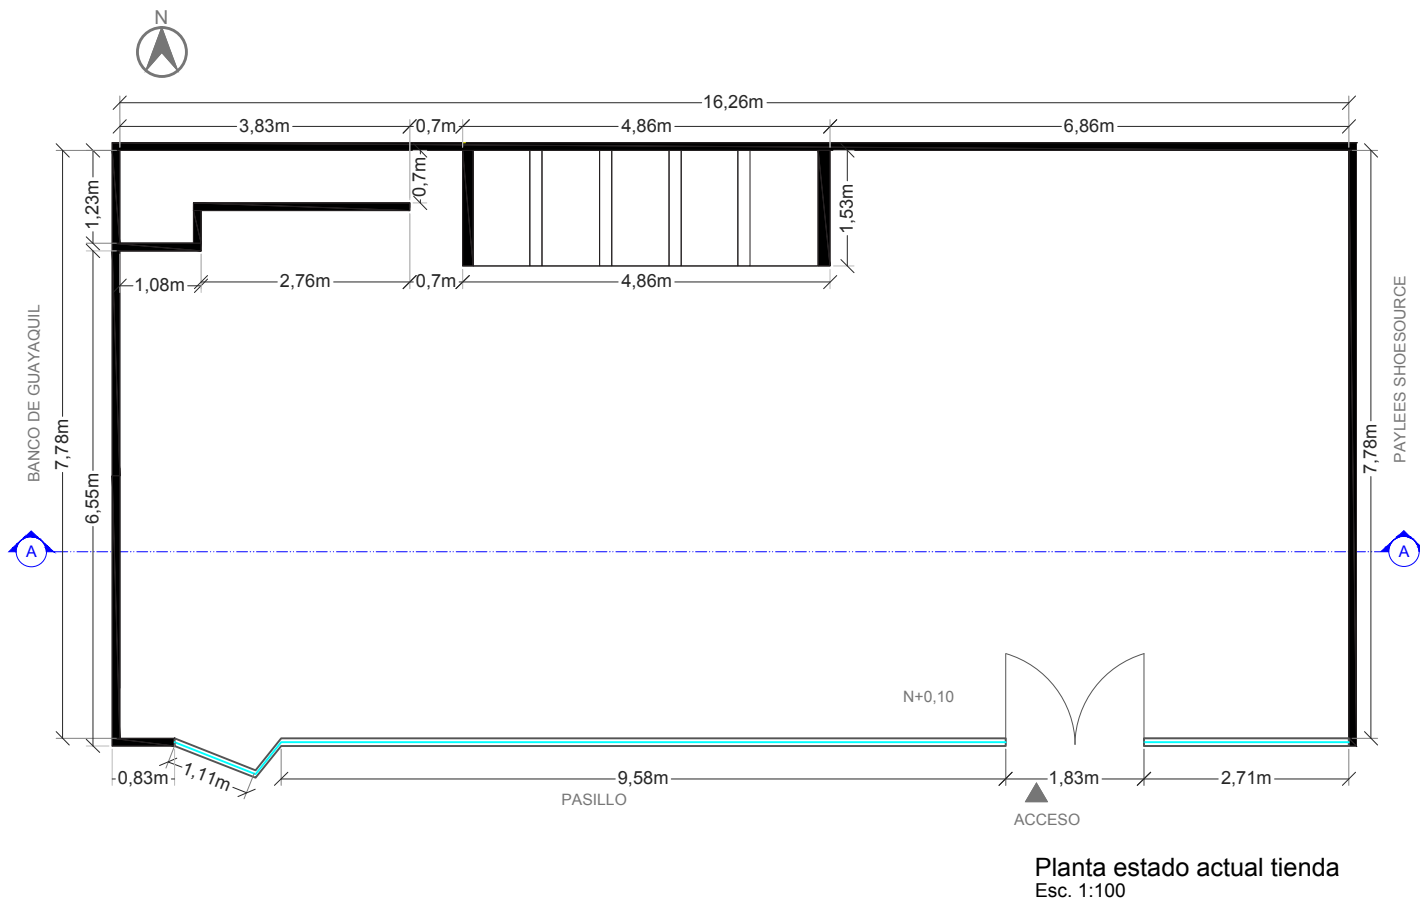 N
16,26m
3,83m
0,7m
4,86m
6,86m
0,7m
1,23m
1,53m
1,08m
2,76m
0,7m
4,86m
BANCO DE GUAYAQUIL
7,78m
6,55m
PAYLEES SHOESOURCE
7,78m
A
A
N+0,10
0,83m
1,11m
9,58m
1,83m
2,71m
PASILLO
ACCESO
Planta estado actual tienda
Esc. 1:100